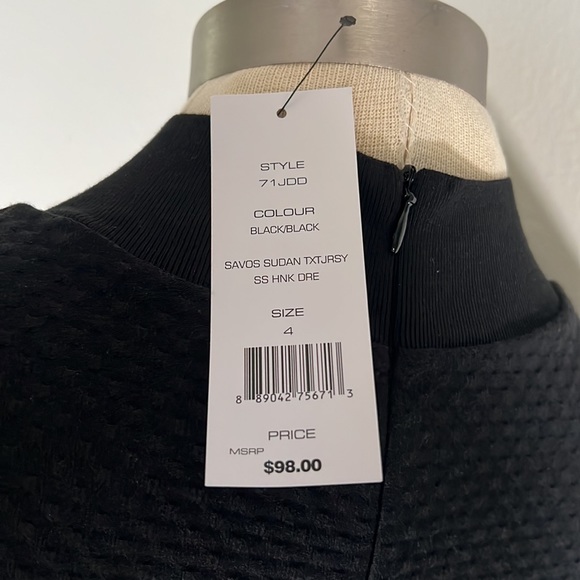 STYLE
71JDD
COLOUR
BLACK/BLACK
SAVOS SUDAN TXTJRSY
SS HNK DRE
SIZE
4
8 89042 75671 3
PRICE
MSRP
$98.00